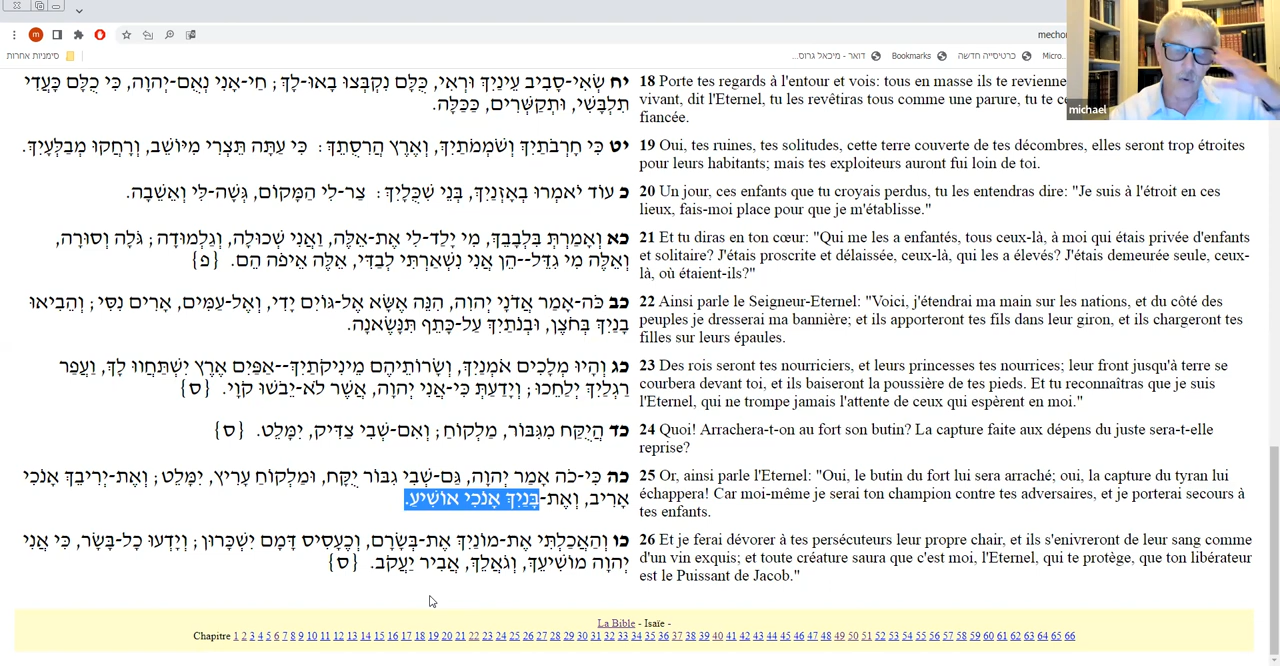 mechor
סימניות אחרות
דואר - מיכאל גרוס...
Bookmarks
כרטיסייה חדשה
Micro...
michael
יח שְׂאִי-סָבִיב עֵינַיִךְ וּרְאִי, כֻּלָּם נִקְבְּצוּ בָאוּ-לָךְ; חַי-אָנִי נְאֻם-יְהוָה, כִּי כֻלָּם כָּעֲדִי
תִלְבָּשִׁי, וּתְקַשְּׁרִים, כַּכַּלָּה.
18 Porte tes regards à l'entour et vois: tous en masse ils te revienne
vivant, dit l'Eternel, tu les revêtiras tous comme une parure, tu te c
fiancée.
יט כִּי חָרְבֹתַיִךְ וְשֹׁמְמֹתַיִךְ, וְאֶרֶץ הֲרִסֻתֵךְ: כִּי עַתָּה תֵּצְרִי מִיּוֹשֵׁב, וְרָחֲקוּ מְבַלְּעָיִךְ.
19 Oui, tes ruines, tes solitudes, cette terre couverte de tes décombres, elles seront trop étroites
pour leurs habitants; mais tes exploiteurs auront fui loin de toi.
כ עוֹד יֹאמְרוּ בְאָזְנַיִךְ, בְּנֵי שִׁכֻּלָיִךְ: צַר-לִי הַמָּקוֹם, גְּשָׁה-לִּי וְאֵשֵׁבָה.
20 Un jour, ces enfants que tu croyais perdus, tu les entendras dire: "Je suis à l'étroit en ces
lieux, fais-moi place pour que je m'établisse."
כא וְאָמַרְתְּ בִּלְבָבֵךְ, מִי יָלַד-לִי אֶת-אֵלֶּה, וַאֲנִי שְׁכוּלָה, וְגַלְמוּדָה; גֹּלָה וְסוּרָה,
וְאֵלֶּה מִי גִדֵּל--הֵן אֲנִי נִשְׁאַרְתִּי לְבַדִּי, אֵלֶּה אֵיפֹה הֵם. {פ}
21 Et tu diras en ton cœur: "Qui me les a enfantés, tous ceux-là, à moi qui étais privée d'enfants
et solitaire? J'étais proscrite et délaissée, ceux-là, qui les a élevés? J'étais demeurée seule, ceux-
là, où étaient-ils?"
כב כֹּה-אָמַר אֲדֹנָי יְהוִה, הִנֵּה אֶשָּׂא אֶל-גּוֹיִם יָדִי, וְאֶל-עַמִּים, אָרִים נִסִּי; וְהֵבִיאוּ
בָנַיִךְ בְּחֹצֶן, וּבְנֹתַיִךְ עַל-כָּתֵף תִּנָּשֶׂאנָה.
22 Ainsi parle le Seigneur-Eternel: "Voici, j'étendrai ma main sur les nations, et du côté des
peuples je dresserai ma bannière; et ils apporteront tes fils dans leur giron, et ils chargeront tes
filles sur leurs épaules.
כג וְהָיוּ מְלָכִים אֹמְנַיִךְ, וְשָׂרוֹתֵיהֶם מֵינִיקֹתַיִךְ--אַפַּיִם אֶרֶץ יִשְׁתַּחֲווּ לָךְ, וַעֲפַר
רַגְלַיִךְ יְלַחֵכוּ; וְיָדַעַתְּ כִּי-אֲנִי יְהוָה, אֲשֶׁר לֹא-יֵבֹשׁוּ קוָֹי. {ס}
23 Des rois seront tes nourriciers, et leurs princesses tes nourrices; leur front jusqu'à terre se
courbera devant toi, et ils baiseront la poussière de tes pieds. Et tu reconnaîtras que je suis
l'Eternel, qui ne trompe jamais l'attente de ceux qui espèrent en moi."
כד הֲיֻקַּח מִגִּבּוֹר, מַלְקוֹחַ; וְאִם-שְׁבִי צַדִּיק, יִמָּלֵט. {ס}
24 Quoi! Arrachera-t-on au fort son butin? La capture faite aux dépens du juste sera-t-elle
reprise?
כה כִּי-כֹה אָמַר יְהוָה, גַּם-שְׁבִי גִבּוֹר יֻקָּח, וּמַלְקוֹחַ עָרִיץ, יִמָּלֵט; וְאֶת-יְרִיבֵךְ אָנֹכִי
אָרִיב, וְאֶת-בָּנַיִךְ אָנֹכִי אוֹשִׁיעַ.
25 Or, ainsi parle l'Eternel: "Oui, le butin du fort lui sera arraché; oui, la capture du tyran lui
échappera! Car moi-même je serai ton champion contre tes adversaires, et je porterai secours à
tes enfants.
כו וְהַאֲכַלְתִּי אֶת-מוֹנַיִךְ אֶת-בְּשָׂרָם, וְכֶעָסִיס דָּמָם יִשְׁכָּרוּן; וְיָדְעוּ כָל-בָּשָׂר, כִּי אֲנִי
יְהוָה מוֹשִׁיעֵךְ, וְגֹאֲלֵךְ, אֲבִיר יַעֲקֹב. {ס}
26 Et je ferai dévorer à tes persécuteurs leur propre chair, et ils s'enivreront de leur sang comme
d'un vin exquis; et toute créature saura que c'est moi, l'Eternel, qui te protège, que ton libérateur
est le Puissant de Jacob."
La Bible - Isaïe -
Chapitre 1 2 3 4 5 6 7 8 9 10 11 12 13 14 15 16 17 18 19 20 21 22 23 24 25 26 27 28 29 30 31 32 33 34 35 36 37 38 39 40 41 42 43 44 45 46 47 48 49 50 51 52 53 54 55 56 57 58 59 60 61 62 63 64 65 66